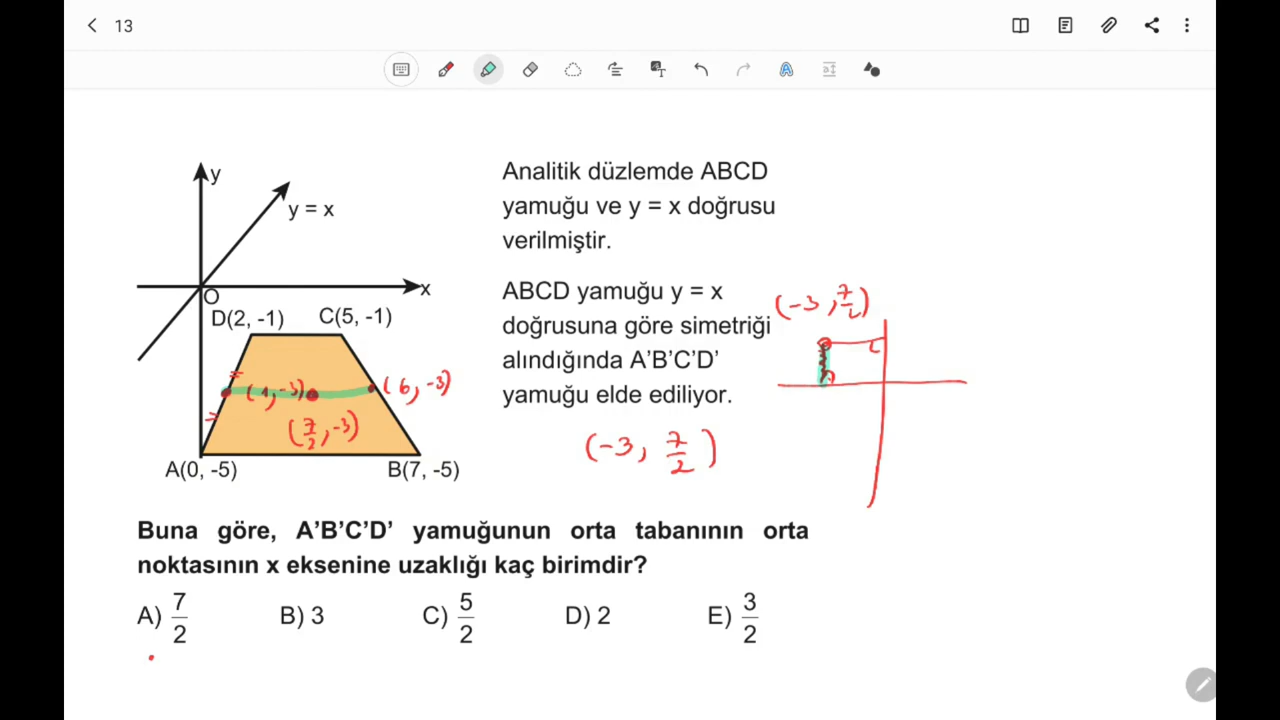 13
y
y = x
x
O
D(2, -1) C(5, -1)
(1, -3) (6, -3)
(7/2, -3)
A(0, -5) B(7, -5)
Analitik düzlemde ABCD
yamuğu ve y = x doğrusu
verilmiştir.
ABCD yamuğu y = x
doğrusuna göre simetriği
alındığında A’B’C’D’
yamuğu elde ediliyor.
(-3, 7/2)
(-3, 7/2)
Buna göre, A’B’C’D’ yamuğunun orta tabanının orta
noktasının x eksenine uzaklığı kaç birimdir?
A) 7/2 B) 3 C) 5/2 D) 2 E) 3/2